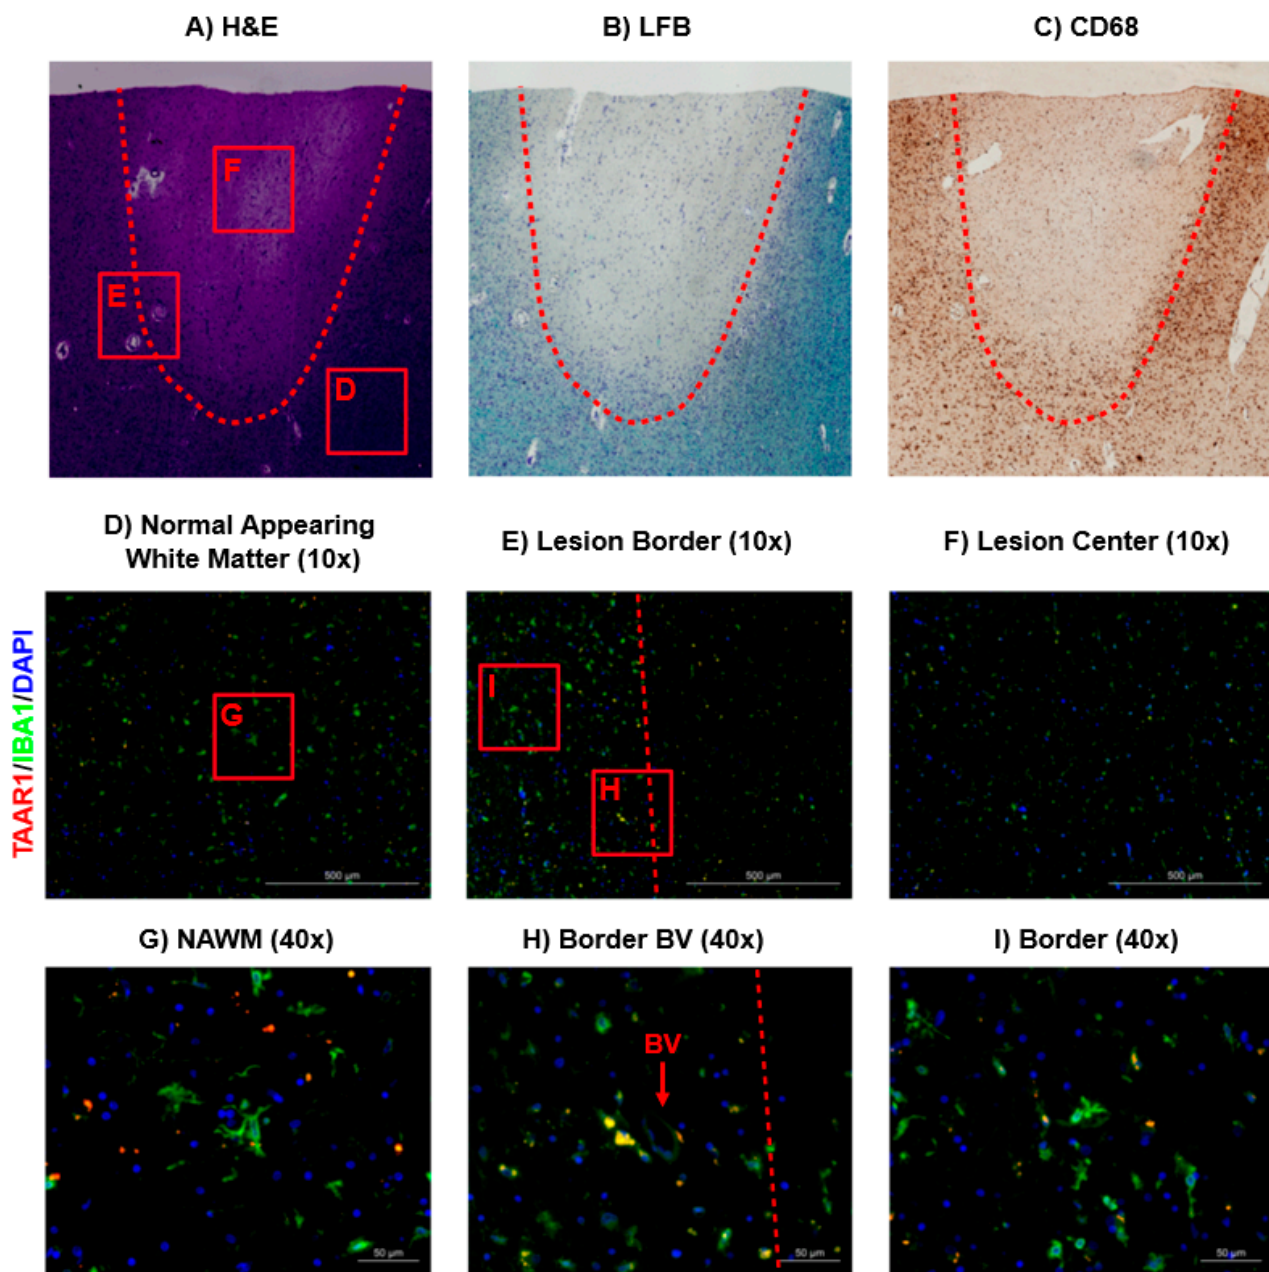 A) H&E
B) LFB
C) CD68
F
E
D
D) Normal Appearing
White Matter (10x)
E) Lesion Border (10x)
F) Lesion Center (10x)
TAAR1/IBA1/DAPI
G
500 µm
I
H
500 µm
500 µm
G) NAWM (40x)
H) Border BV (40x)
I) Border (40x)
50 µm
BV
50 µm
50 µm